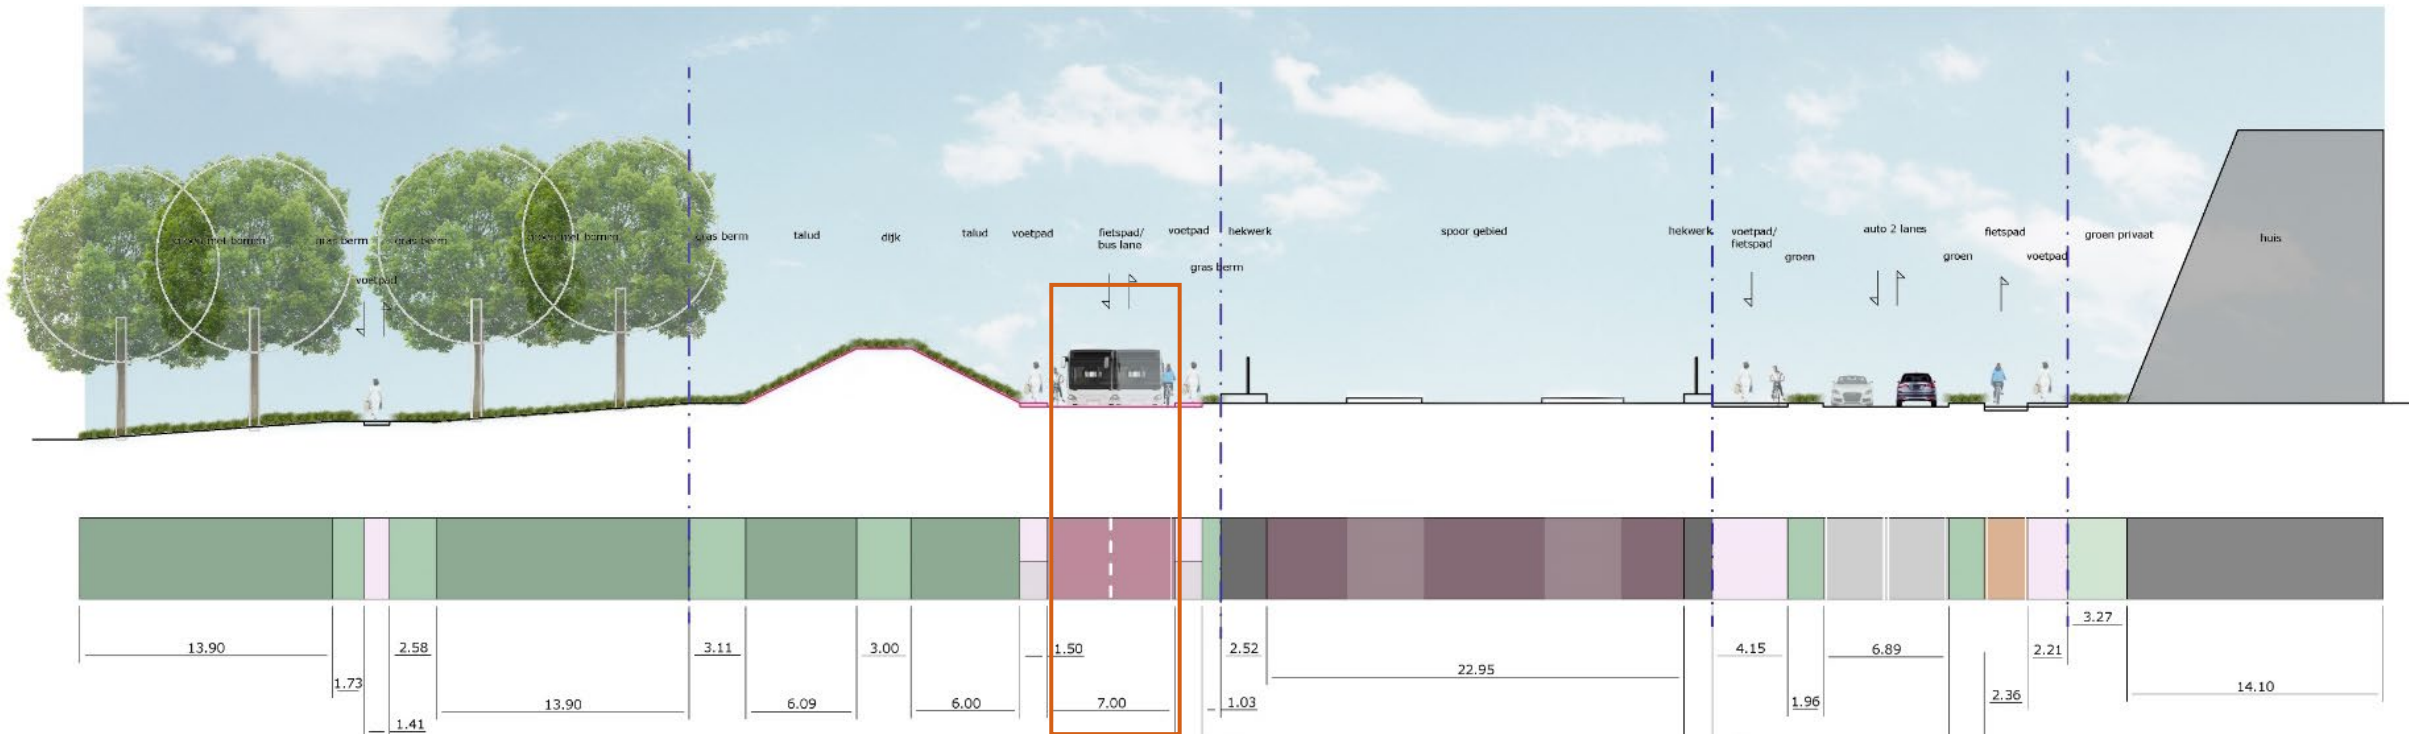 groen met bomen
gras berm
voetpad
gras berm
groen met bomen
gras berm
talud
dijk
talud
voetpad
fietspad/
bus lane
voetpad
gras berm
hekwerk
spoor gebied
hekwerk
voetpad/
fietspad
groen
auto 2 lanes
groen
fietspad
voetpad
groen privaat
huis
13.90
1.73
1.41
2.58
13.90
3.11
6.09
3.00
6.00
1.50
7.00
1.03
2.52
22.95
4.15
1.96
6.89
2.36
2.21
3.27
14.10